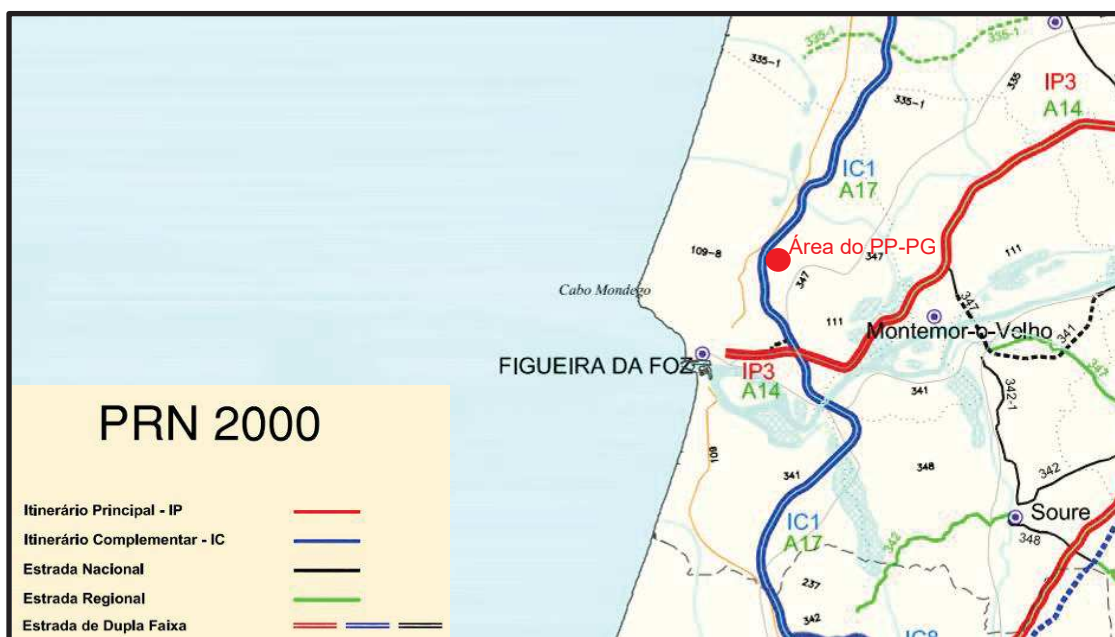 335-1
335-1
335-1
335-1
335
IP3
A14
IC1
A17
Área do PP-PG
109-8
347
347
111
Cabo Mondego
347
111
Montemor-o-Velho
341
FIGUEIRA DA FOZ
IP3
A14
347
341
342-1
PRN 2000
109
341
348
342
Itinerário Principal - IP
Soure
Itinerário Complementar - IC
IC1
A17
342
348
Estrada Nacional
237
Estrada Regional
342
Estrada de Dupla Faixa
IC8